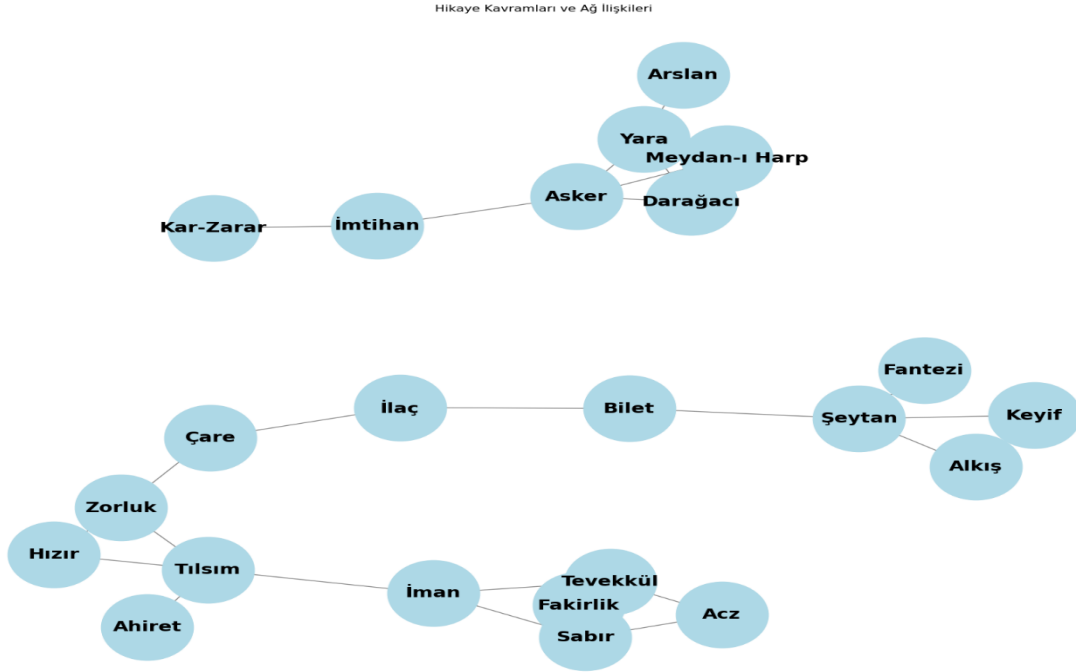 Hikaye Kavramları ve Ağ İlişkileri
Arslan
Yara
Meydan-ı Harp
Asker
Darağacı
Kar-Zarar
İmtihan
Fantezi
İlaç
Bilet
Şeytan
Keyif
Çare
Alkış
Zorluk
Hızır
Tılsım
İman
Tevekkül
Fakirlik
Acz
Ahiret
Sabır